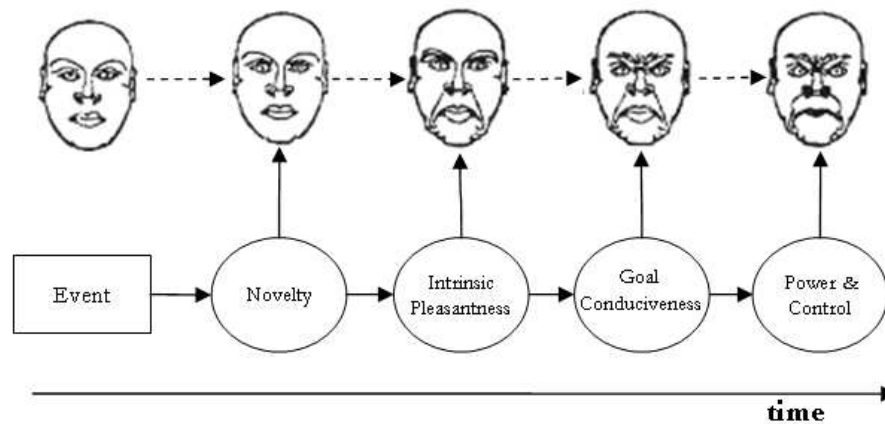 Event
Novelty
Intrinsic
Pleasantness
Goal
Conduciveness
Power &
Control
time